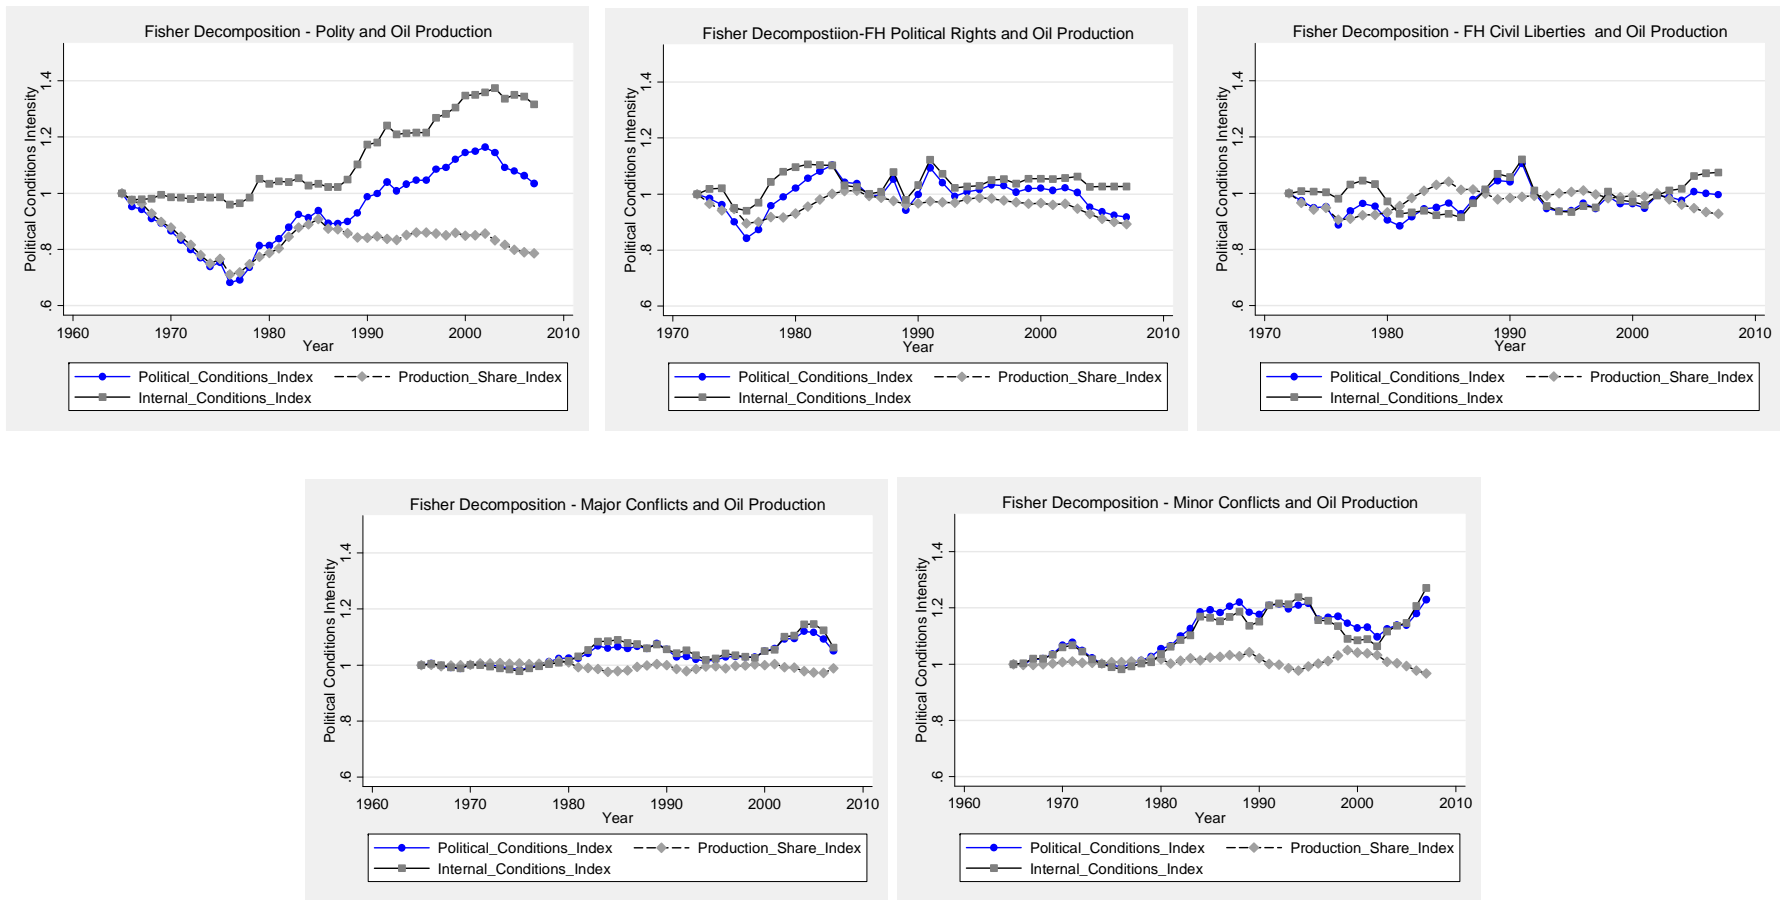 Fisher Decomposition - Polity and Oil Production
Political Conditions Intensity
1.4
1.2
1
.8
.6
1960 1970 1980 1990 2000 2010
Year
Political_Conditions_Index Production_Share_Index
Internal_Conditions_Index
Fisher Decompostiion-FH Political Rights and Oil Production
Political Conditions Intensity
1.4
1.2
1
.8
.6
1970 1980 1990 2000 2010
Year
Political_Conditions_Index Production_Share_Index
Internal_Conditions_Index
Fisher Decomposition - FH Civil Liberties and Oil Production
Political Conditions Intensity
1.4
1.2
1
.8
.6
1970 1980 1990 2000 2010
Year
Political_Conditions_Index Production_Share_Index
Internal_Conditions_Index
Fisher Decomposition - Major Conflicts and Oil Production
Political Conditions Intensity
1.4
1.2
1
.8
.6
1960 1970 1980 1990 2000 2010
Year
Political_Conditions_Index Production_Share_Index
Internal_Conditions_Index
Fisher Decomposition - Minor Conflicts and Oil Production
Political Conditions Intensity
1.4
1.2
1
.8
.6
1960 1970 1980 1990 2000 2010
Year
Political_Conditions_Index Production_Share_Index
Internal_Conditions_Index